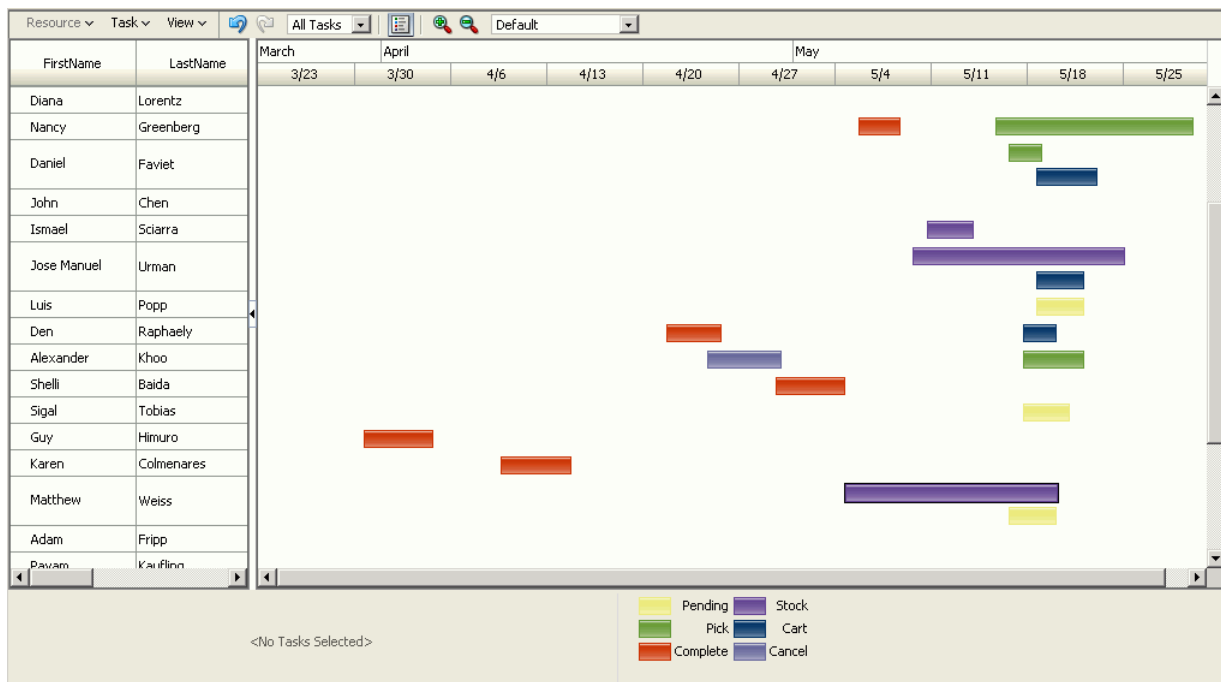 Resource Task View All Tasks Default
FirstName LastName
March April May
3/23 3/30 4/6 4/13 4/20 4/27 5/4 5/11 5/18 5/25
Diana Lorentz
Nancy Greenberg
Daniel Faviet
John Chen
Ismael Sciarra
Jose Manuel Urman
Luis Popp
Den Raphaely
Alexander Khoo
Shelli Baida
Sigal Tobias
Guy Himuro
Karen Colmenares
Matthew Weiss
Adam Fripp
Payam Kaufling
<No Tasks Selected>
Pending Stock
Pick Cart
Complete Cancel